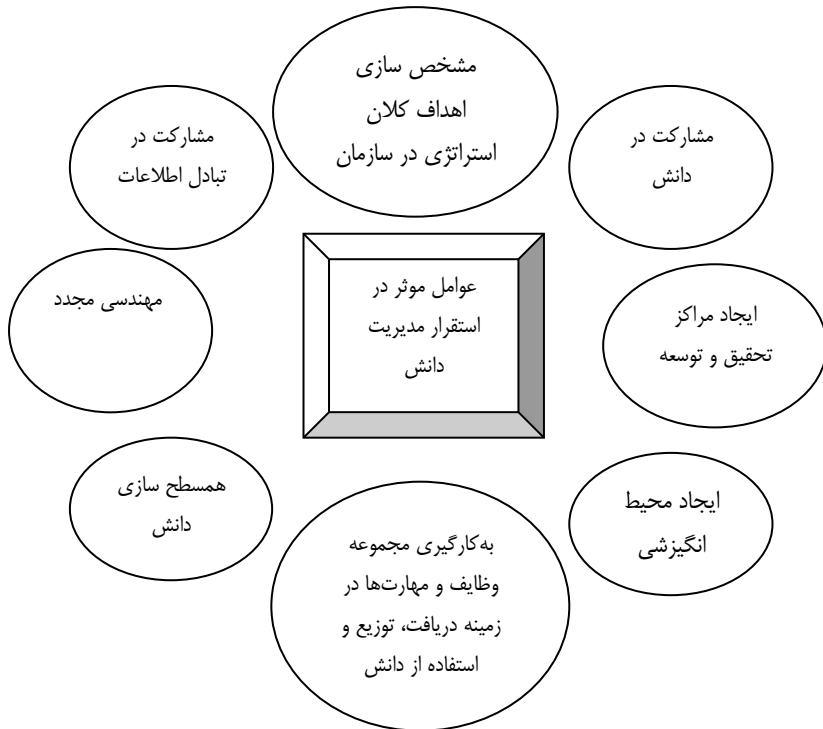 مشخص سازی
اهداف کلان
استراتژی در سازمان
مشارکت در
دانش
مشارکت در
تبادل اطلاعات
عوامل موثر در
استقرار مدیریت
دانش
ایجاد مراکز
تحقیق و توسعه
مهندسی مجدد
ایجاد محیط
انگیزشی
همسطح سازی
دانش
به‌کارگیری مجموعه
وظایف و مهارت‌ها در
زمینه دریافت، توزیع و
استفاده از دانش